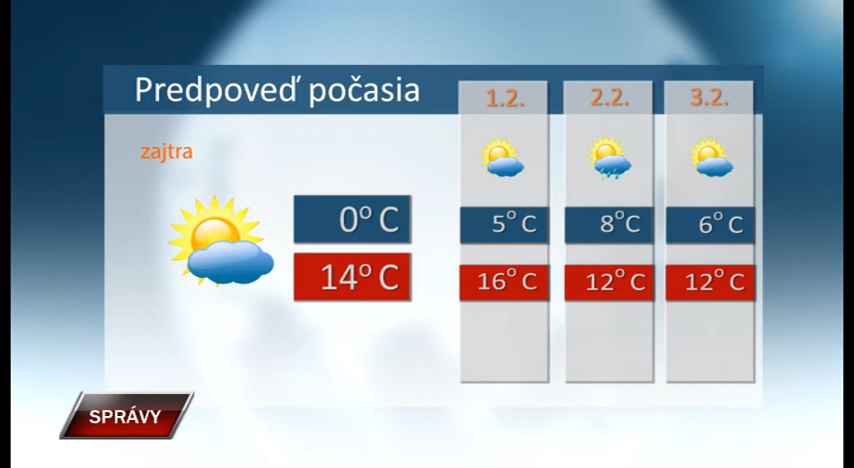 Predpoveď počasia
zajtra
0° C
14° C
1.2.
5° C
16° C
2.2.
8°C
12° C
3.2.
6° C
12° C
SPRÁVY